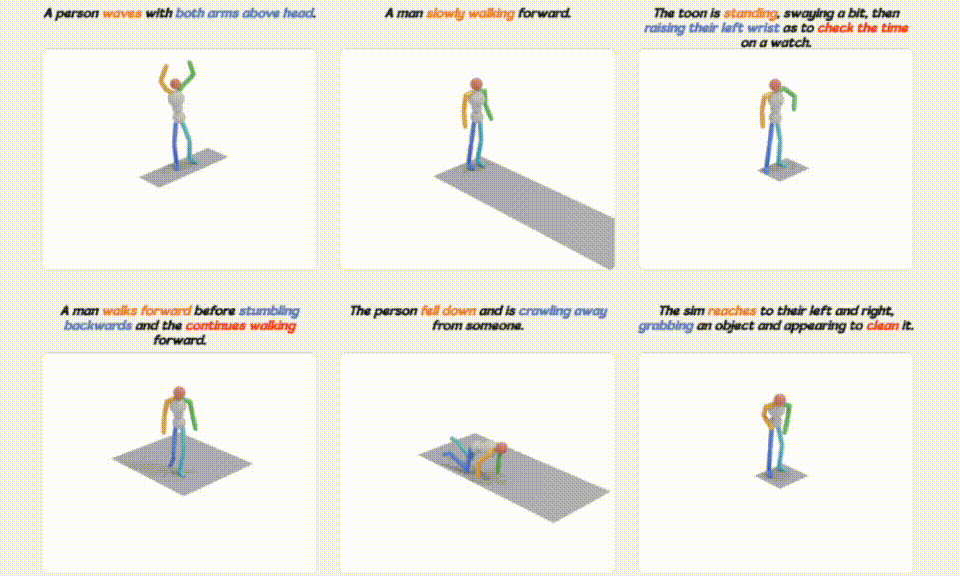 A person waves with both arms above head.
A man slowly walking forward.
The toon is standing, swaying a bit, then
raising their left wrist as to check the time
on a watch.
A man walks forward before stumbling
backwards and the continues walking
forward.
The person fell down and is crawling away
from someone.
The sim reaches to their left and right,
grabbing an object and appearing to clean it.